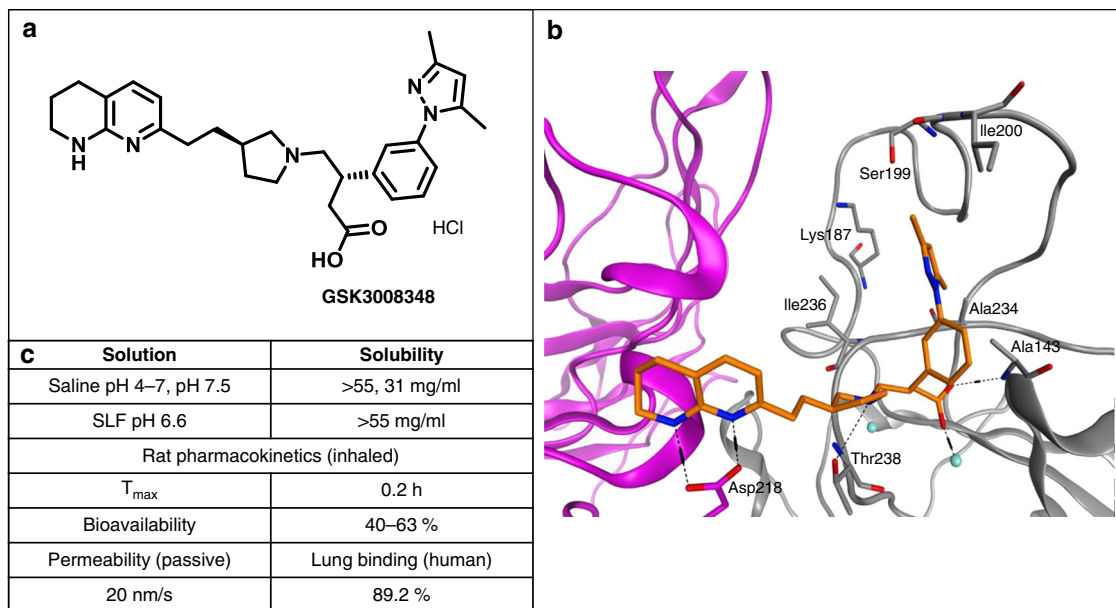 a
N
N
N
H
N
N
O
HO
HCl
GSK3008348
b
Ile200
Ser199
Lys187
Ile236
Ala234
Ala143
Thr238
Asp218
c
Solution Solubility
Saline pH 4–7, pH 7.5 >55, 31 mg/ml
SLF pH 6.6 >55 mg/ml
Rat pharmacokinetics (inhaled)
Tmax 0.2 h
Bioavailability 40–63 %
Permeability (passive) Lung binding (human)
20 nm/s 89.2 %